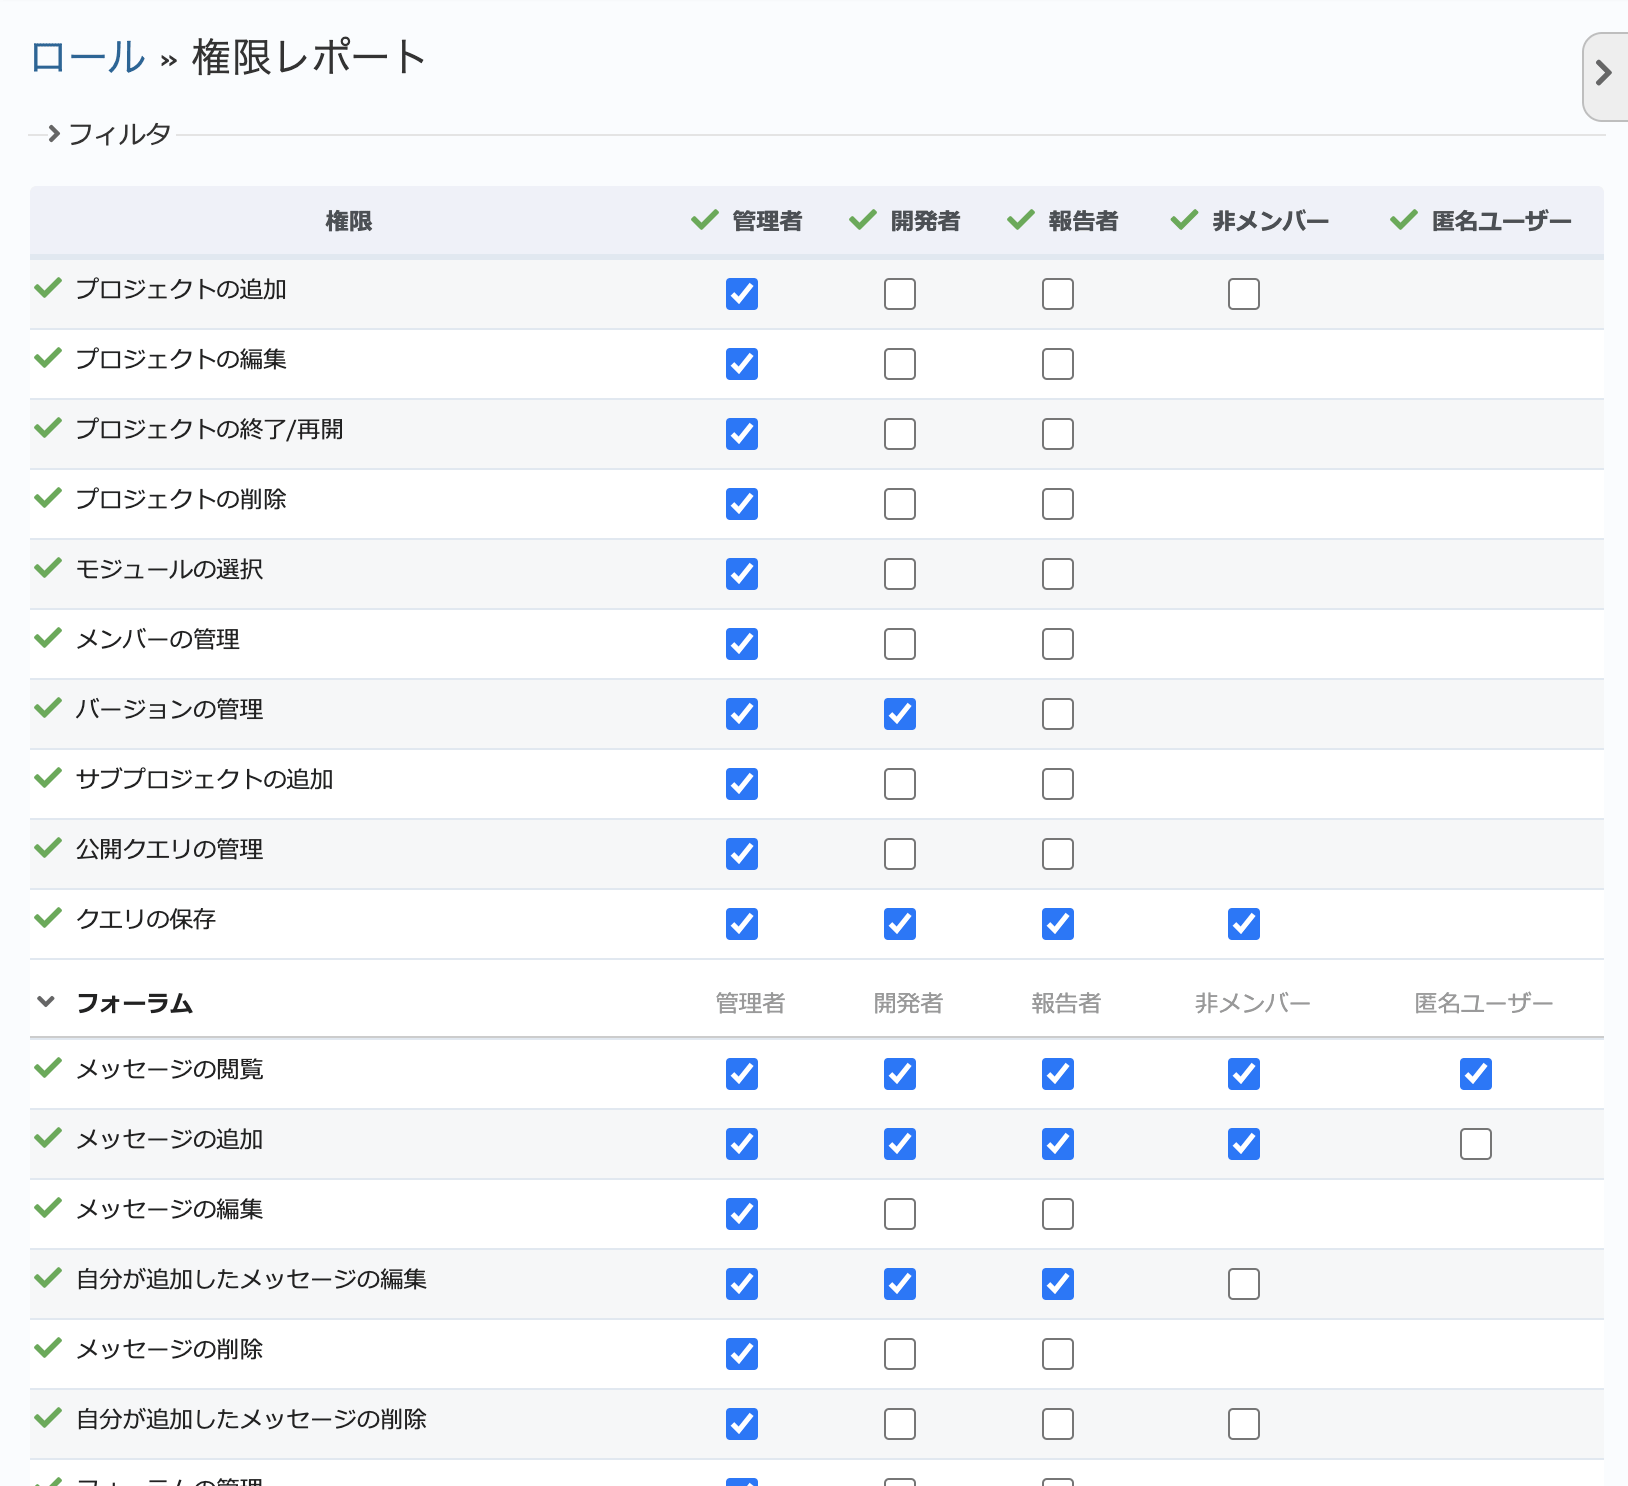 ロール » 権限レポート
フィルタ
権限 管理者 開発者 報告者 非メンバー 匿名ユーザー
プロジェクトの追加
プロジェクトの編集
プロジェクトの終了/再開
プロジェクトの削除
モジュールの選択
メンバーの管理
バージョンの管理
サブプロジェクトの追加
公開クエリの管理
クエリの保存
フォーラム 管理者 開発者 報告者 非メンバー 匿名ユーザー
メッセージの閲覧
メッセージの追加
メッセージの編集
自分が追加したメッセージの編集
メッセージの削除
自分が追加したメッセージの削除
フォーラムの管理